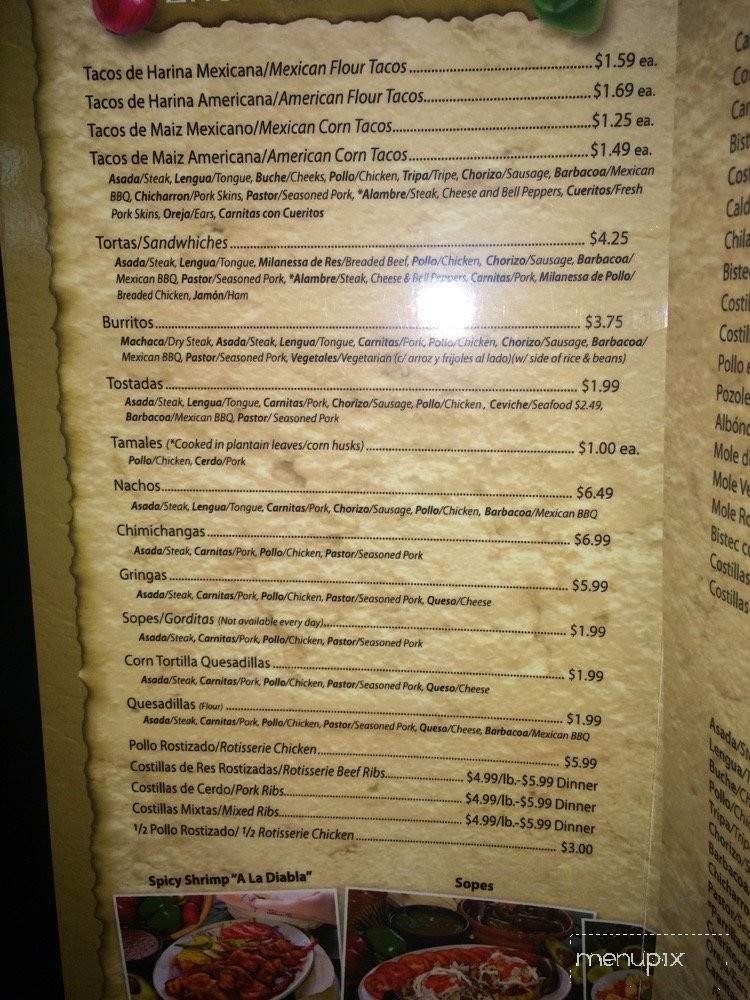 Tacos de Harina Mexicana/Mexican Flour Tacos $1.59 ea.
Tacos de Harina Americana/American Flour Tacos $1.69 ea.
Tacos de Maiz Mexicano/Mexican Corn Tacos $1.25 ea.
Tacos de Maiz Americana/American Corn Tacos $1.49 ea.
Asada/Steak, Lengua/Tongue, Buche/Cheeks, Pollo/Chicken, Tripa/Tripe, Chorizo/Sausage, Barbacoa/Mexican
BBQ, Chicharron/Pork Skins, Pastor/Seasoned Pork, *Alambre/Steak, Cheese and Bell Peppers, Cueritos/Fresh
Pork Skins, Oreja/Ears, Carnitas con Cueritos
Tortas/Sandwhiches $4.25
Asada/Steak, Lengua/Tongue, Milanessa de Res/Breaded Beef, Pollo/Chicken, Chorizo/Sausage, Barbacoa/
Mexican BBQ, Pastor/Seasoned Pork, *Alambre/Steak, Cheese & Bell Peppers, Carnitas/Pork, Milanessa de Pollo/
Breaded Chicken, Jamón/Ham
Burritos $3.75
Machaca/Dry Steak, Asada/Steak, Lengua/Tongue, Carnitas/Pork, Pollo/Chicken, Chorizo/Sausage, Barbacoa/
Mexican BBQ, Pastor/Seasoned Pork, Vegetales/Vegetarian (c/ arroz y frijoles al lado)(w/ side of rice & beans)
Tostadas $1.99
Asada/Steak, Lengua/Tongue, Carnitas/Pork, Chorizo/Sausage, Pollo/Chicken , Ceviche/Seafood $2.49,
Barbacoa/Mexican BBQ, Pastor/ Seasoned Pork
Tamales (*Cooked in plantain leaves/corn husks) $1.00 ea.
Pollo/Chicken, Cerdo/Pork
Nachos $6.49
Asada/Steak, Lengua/Tongue, Carnitas/Pork, Chorizo/Sausage, Pollo/Chicken, Barbacoa/Mexican BBQ
Chimichangas $6.99
Asada/Steak, Carnitas/Pork, Pollo/Chicken, Pastor/Seasoned Pork
Gringas $5.99
Asada/Steak, Carnitas/Pork, Pollo/Chicken, Pastor/Seasoned Pork, Queso/Cheese
Sopes/Gorditas (Not available every day) $1.99
Asada/Steak, Carnitas/Pork, Pollo/Chicken, Pastor/Seasoned Pork
Corn Tortilla Quesadillas $1.99
Asada/Steak, Carnitas/Pork, Pollo/Chicken, Pastor/Seasoned Pork, Queso/Cheese
Quesadillas (Flour) $1.99
Asada/Steak, Carnitas/Pork, Pollo/Chicken, Pastor/Seasoned Pork, Queso/Cheese, Barbacoa/Mexican BBQ
Pollo Rostizado/Rotisserie Chicken $5.99
Costillas de Res Rostizadas/Rotisserie Beef Ribs $4.99/lb.-$5.99 Dinner
Costillas de Cerdo/Pork Ribs $4.99/lb.-$5.99 Dinner
Costillas Mixtas/Mixed Ribs $4.99/lb.-$5.99 Dinner
1/2 Pollo Rostizado/ 1/2 Rotisserie Chicken $3.00
Spicy Shrimp "A La Diabla"
Sopes
Pollo
Pozole
Mole
Mole
Mole
Bistec
Costillas
Costillas
Asada/
Lengua/
Buche/
menupix